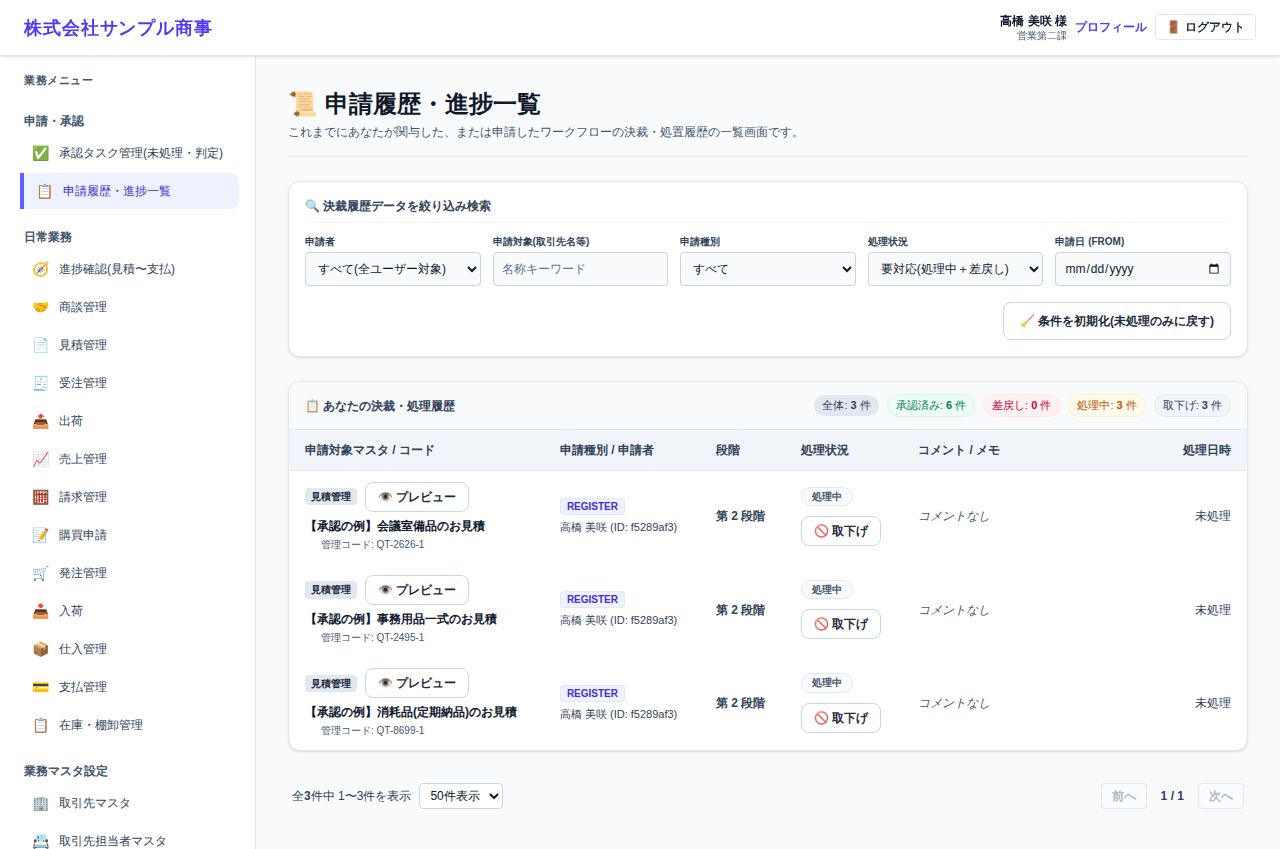 株式会社サンプル商事
高橋 美咲 様
営業第二課
プロフィール
🚪 ログアウト
業務メニュー
申請・承認
✅ 承認タスク管理(未処理・判定)
📋 申請履歴・進捗一覧
日常業務
🧭 進捗確認(見積〜支払)
🤝 商談管理
📄 見積管理
🧾 受注管理
📤 出荷
📈 売上管理
🧮 請求管理
📝 購買申請
🛒 発注管理
📥 入荷
📦 仕入管理
💳 支払管理
📋 在庫・棚卸管理
業務マスタ設定
🏢 取引先マスタ
📇 取引先担当者マスタ
📜 申請履歴・進捗一覧
これまでにあなたが関与した、または申請したワークフローの決裁・処置履歴の一覧画面です。
🔍 決裁履歴データを絞り込み検索
申請者 申請対象(取引先名等) 申請種別 処理状況 申請日 (FROM)
すべて(全ユーザー対象) 名称キーワード すべて 要対応(処理中＋差戻し) mm/dd/yyyy
🧹 条件を初期化(未処理のみに戻す)
📋 あなたの決裁・処理履歴
全体: 3 件 承認済み: 6 件 差戻し: 0 件 処理中: 3 件 取下げ: 3 件
申請対象マスタ / コード 申請種別 / 申請者 段階 処理状況 コメント / メモ 処理日時
見積管理 👁️ プレビュー
【承認の例】会議室備品のお見積
管理コード: QT-2626-1
REGISTER
高橋 美咲 (ID: f5289af3)
第 2 段階
処理中
🚫 取下げ
コメントなし
未処理
見積管理 👁️ プレビュー
【承認の例】事務用品一式のお見積
管理コード: QT-2495-1
REGISTER
高橋 美咲 (ID: f5289af3)
第 2 段階
処理中
🚫 取下げ
コメントなし
未処理
見積管理 👁️ プレビュー
【承認の例】消耗品(定期納品)のお見積
管理コード: QT-8699-1
REGISTER
高橋 美咲 (ID: f5289af3)
第 2 段階
処理中
🚫 取下げ
コメントなし
未処理
全3件中 1〜3件を表示 50件表示
前へ 1 / 1 次へ